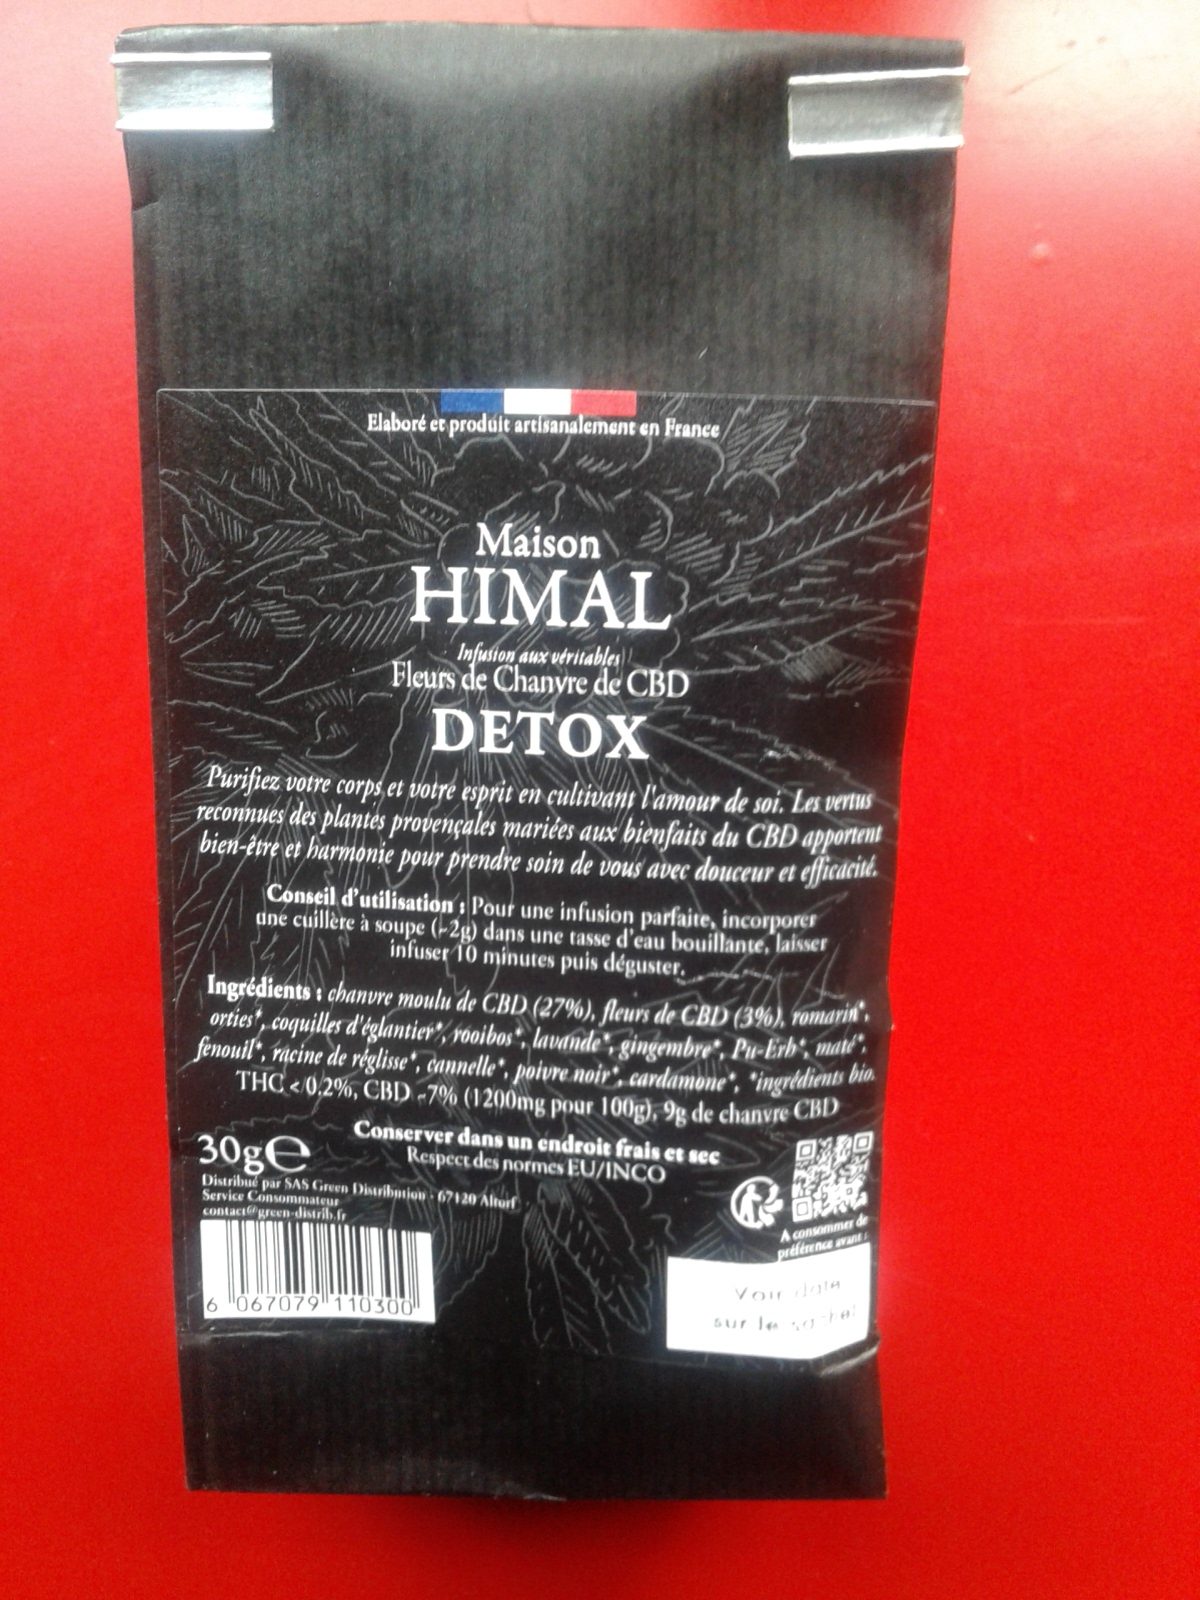 Elaboré et produit artisanalement en France
Maison
HIMAL
Infusion aux véritables
Fleurs de Chanvre de CBD
DETOX
Purifiez votre corps et votre esprit en cultivant l'amour de soi. Les vertus
reconnues des plantes provençales mariées aux bienfaits du CBD apportent
bien-être et harmonie pour prendre soin de vous avec douceur et efficacité.
Conseil d'utilisation : Pour une infusion parfaite, incorporer
une cuillère à soupe (~2g) dans une tasse d'eau bouillante, laisser
infuser 10 minutes puis déguster.
Ingrédients : chanvre moulu de CBD (27%), fleurs de CBD (3%), romarin*,
orties*, coquilles d'églantier*, rooibos*, lavande*, gingembre*, Pu-Erh*, maté*,
fenouil*, racine de réglisse*, cannelle*, poivre noir*, cardamone*, *ingrédients bio.
THC < 0,2%, CBD ~7% (1200mg pour 100g), 9g de chanvre CBD
Conserver dans un endroit frais et sec
30g e
Respect des normes EU/INCO
Distribué par SAS Green Distribution - 67120 Altorf
Service Consommateur
contact@green-distrib.fr
A consommer de
préférence avant :
6 067079 110300
Voir date
sur le sachet